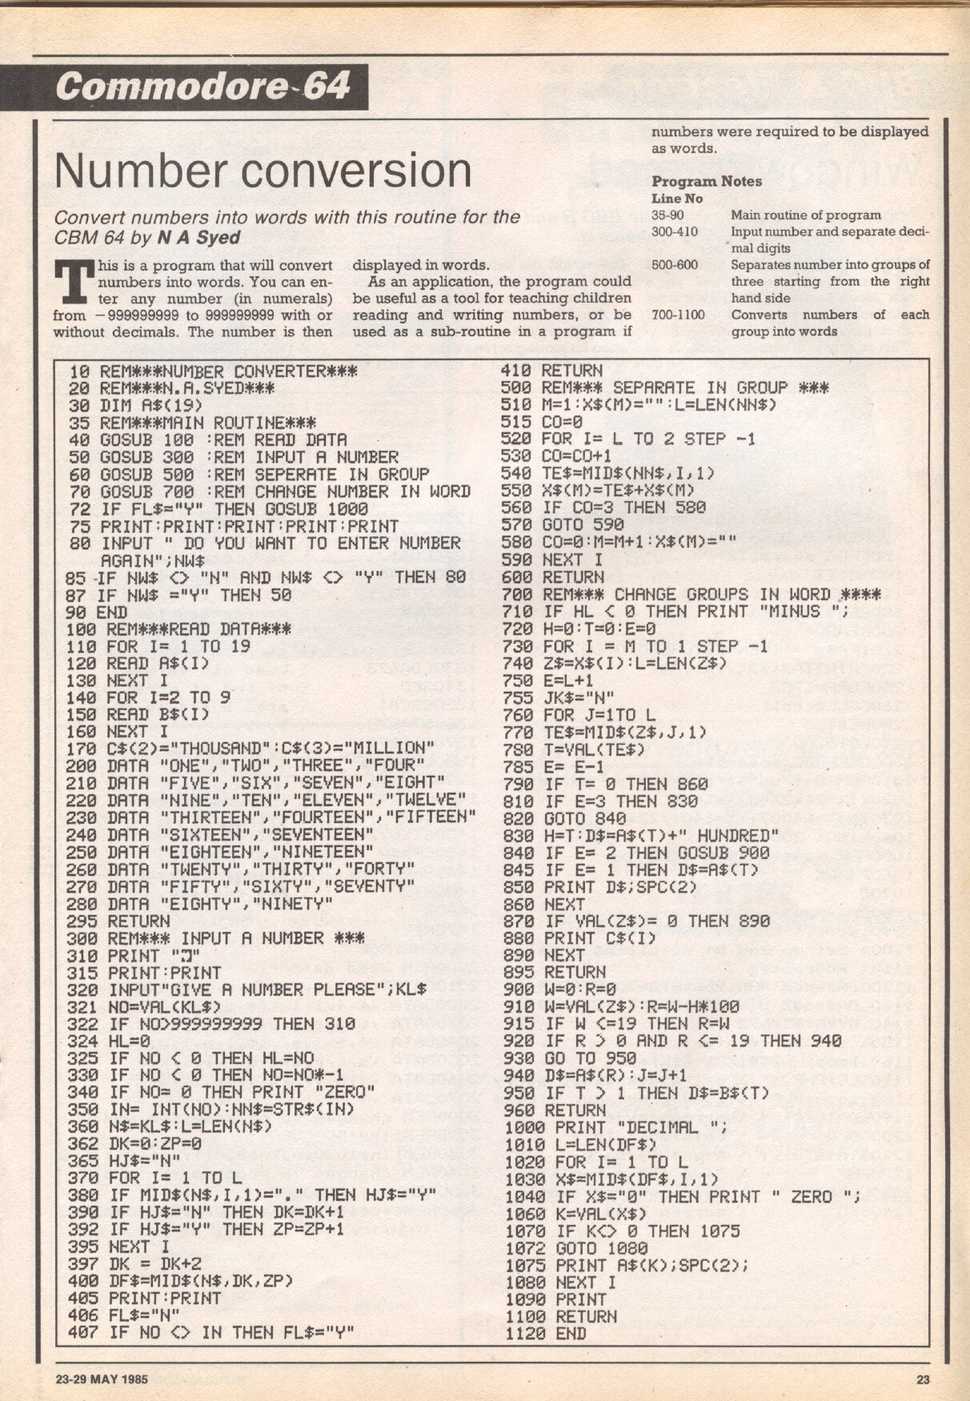 Commodore 64
Number conversion
Convert numbers into words with this routine for the
CBM 64 by N A Syed
This is a program that will convert
numbers into words. You can en-
ter any number (in numerals)
from −999999999 to 999999999 with or
without decimals. The number is then
displayed in words.
As an application, the program could
be useful as a tool for teaching children
reading and writing numbers, or be
used as a sub-routine in a program if
numbers were required to be displayed
as words.
Program Notes
Line No
35-90 Main routine of program
300-410 Input number and separate deci-
mal digits
500-600 Separates number into groups of
three starting from the right
hand side
700-1100 Converts numbers of each
group into words
10 REM***NUMBER CONVERTER***
20 REM***N.A.SYED***
30 DIM A$(19)
35 REM***MAIN ROUTINE***
40 GOSUB 100 :REM READ DATA
50 GOSUB 300 :REM INPUT A NUMBER
60 GOSUB 500 :REM SEPERATE IN GROUP
70 GOSUB 700 :REM CHANGE NUMBER IN WORD
72 IF FL$="Y" THEN GOSUB 1000
75 PRINT:PRINT:PRINT:PRINT:PRINT
80 INPUT " DO YOU WANT TO ENTER NUMBER
AGAIN";NW$
85 IF NW$ <> "N" AND NW$ <> "Y" THEN 80
87 IF NW$ ="Y" THEN 50
90 END
100 REM***READ DATA***
110 FOR I= 1 TO 19
120 READ A$(I)
130 NEXT I
140 FOR I=2 TO 9
150 READ B$(I)
160 NEXT I
170 C$(2)="THOUSAND":C$(3)="MILLION"
200 DATA "ONE","TWO","THREE","FOUR"
210 DATA "FIVE","SIX","SEVEN","EIGHT"
220 DATA "NINE","TEN","ELEVEN","TWELVE"
230 DATA "THIRTEEN","FOURTEEN","FIFTEEN"
240 DATA "SIXTEEN","SEVENTEEN"
250 DATA "EIGHTEEN","NINETEEN"
260 DATA "TWENTY","THIRTY","FORTY"
270 DATA "FIFTY","SIXTY","SEVENTY"
280 DATA "EIGHTY","NINETY"
295 RETURN
300 REM*** INPUT A NUMBER ***
310 PRINT ""
315 PRINT:PRINT
320 INPUT"GIVE A NUMBER PLEASE";KL$
321 NO=VAL(KL$)
322 IF NO>999999999 THEN 310
324 HL=0
325 IF NO < 0 THEN HL=NO
330 IF NO < 0 THEN NO=NO*-1
340 IF NO= 0 THEN PRINT "ZERO"
350 IN= INT(NO):NN$=STR$(IN)
360 N$=KL$:L=LEN(N$)
362 DK=0:ZP=0
365 HJ$="N"
370 FOR I= 1 TO L
380 IF MID$(N$,I,1)="." THEN HJ$="Y"
390 IF HJ$="N" THEN DK=DK+1
392 IF HJ$="Y" THEN ZP=ZP+1
395 NEXT I
397 DK = DK+2
400 DF$=MID$(N$,DK,ZP)
405 PRINT:PRINT
406 FL$="N"
407 IF NO <> IN THEN FL$="Y"
410 RETURN
500 REM*** SEPARATE IN GROUP ***
510 M=1:X$(M)="":L=LEN(NN$)
515 CO=0
520 FOR I= L TO 2 STEP -1
530 CO=CO+1
540 TE$=MID$(NN$,I,1)
550 X$(M)=TE$+X$(M)
560 IF CO=3 THEN 580
570 GOTO 590
580 CO=0:M=M+1:X$(M)=""
590 NEXT I
600 RETURN
700 REM*** CHANGE GROUPS IN WORD ****
710 IF HL < 0 THEN PRINT "MINUS ";
720 H=0:T=0:E=0
730 FOR I = M TO 1 STEP -1
740 Z$=X$(I):L=LEN(Z$)
750 E=L+1
755 JK$="N"
760 FOR J=1TO L
770 TE$=MID$(Z$,J,1)
780 T=VAL(TE$)
785 E= E-1
790 IF T= 0 THEN 860
810 IF E=3 THEN 830
820 GOTO 840
830 H=T:D$=A$(T)+" HUNDRED"
840 IF E= 2 THEN GOSUB 900
845 IF E= 1 THEN D$=A$(T)
850 PRINT D$;SPC(2)
860 NEXT
870 IF VAL(Z$)= 0 THEN 890
880 PRINT C$(I)
890 NEXT
895 RETURN
900 W=0:R=0
910 W=VAL(Z$):R=W-H*100
915 IF W <=19 THEN R=W
920 IF R > 0 AND R <= 19 THEN 940
930 GO TO 950
940 D$=A$(R):J=J+1
950 IF T > 1 THEN D$=B$(T)
960 RETURN
1000 PRINT "DECIMAL ";
1010 L=LEN(DF$)
1020 FOR I= 1 TO L
1030 X$=MID$(DF$,I,1)
1040 IF X$="0" THEN PRINT " ZERO ";
1060 K=VAL(X$)
1070 IF K<> 0 THEN 1075
1072 GOTO 1080
1075 PRINT A$(K);SPC(2);
1080 NEXT I
1090 PRINT
1100 RETURN
1120 END
23-29 MAY 1985
23